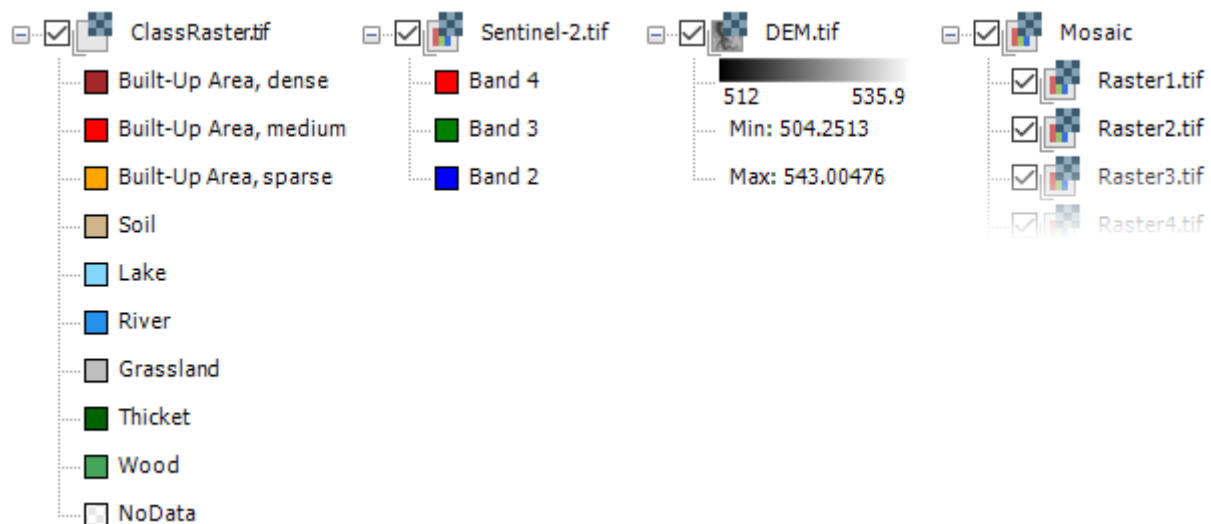 ClassRaster.tif
Built-Up Area, dense
Built-Up Area, medium
Built-Up Area, sparse
Soil
Lake
River
Grassland
Thicket
Wood
NoData
Sentinel-2.tif
Band 4
Band 3
Band 2
DEM.tif
512 535.9
Min: 504.2513
Max: 543.00476
Mosaic
Raster1.tif
Raster2.tif
Raster3.tif
Raster4.tif